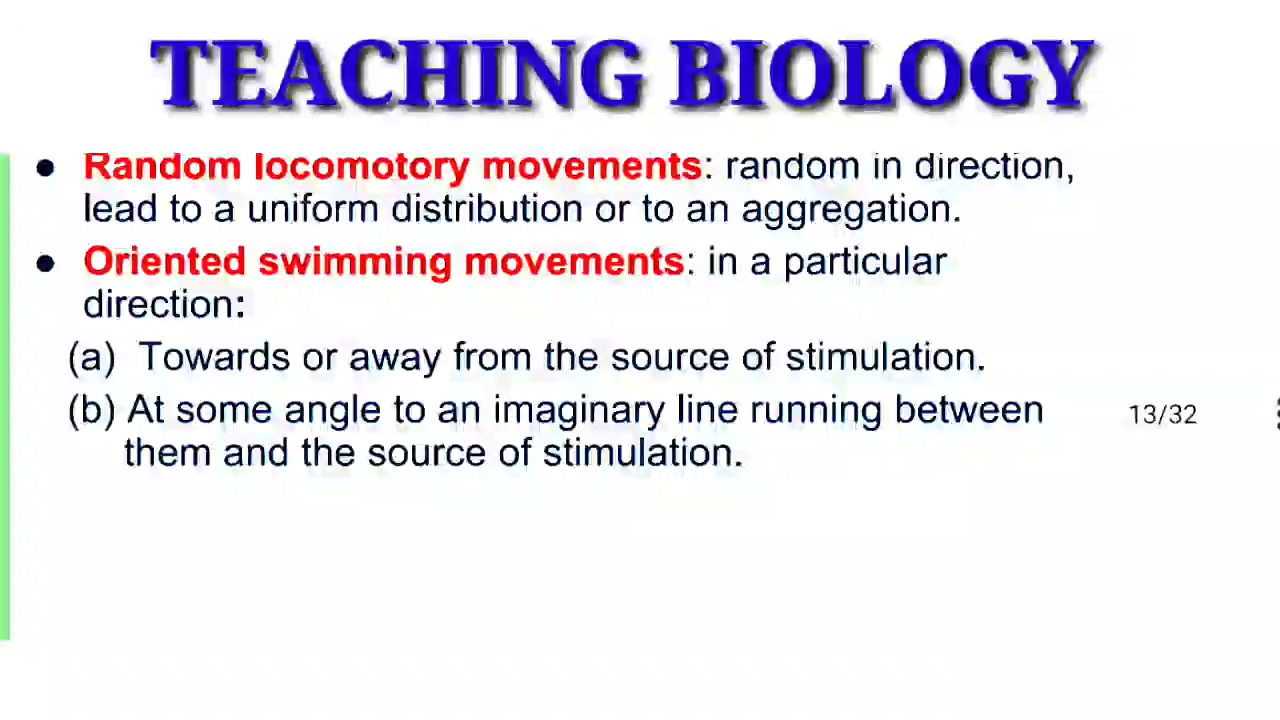 TEACHING BIOLOGY
● Random locomotory movements: random in direction,
lead to a uniform distribution or to an aggregation.
● Oriented swimming movements: in a particular
direction:
(a) Towards or away from the source of stimulation.
(b) At some angle to an imaginary line running between
them and the source of stimulation.
13/32